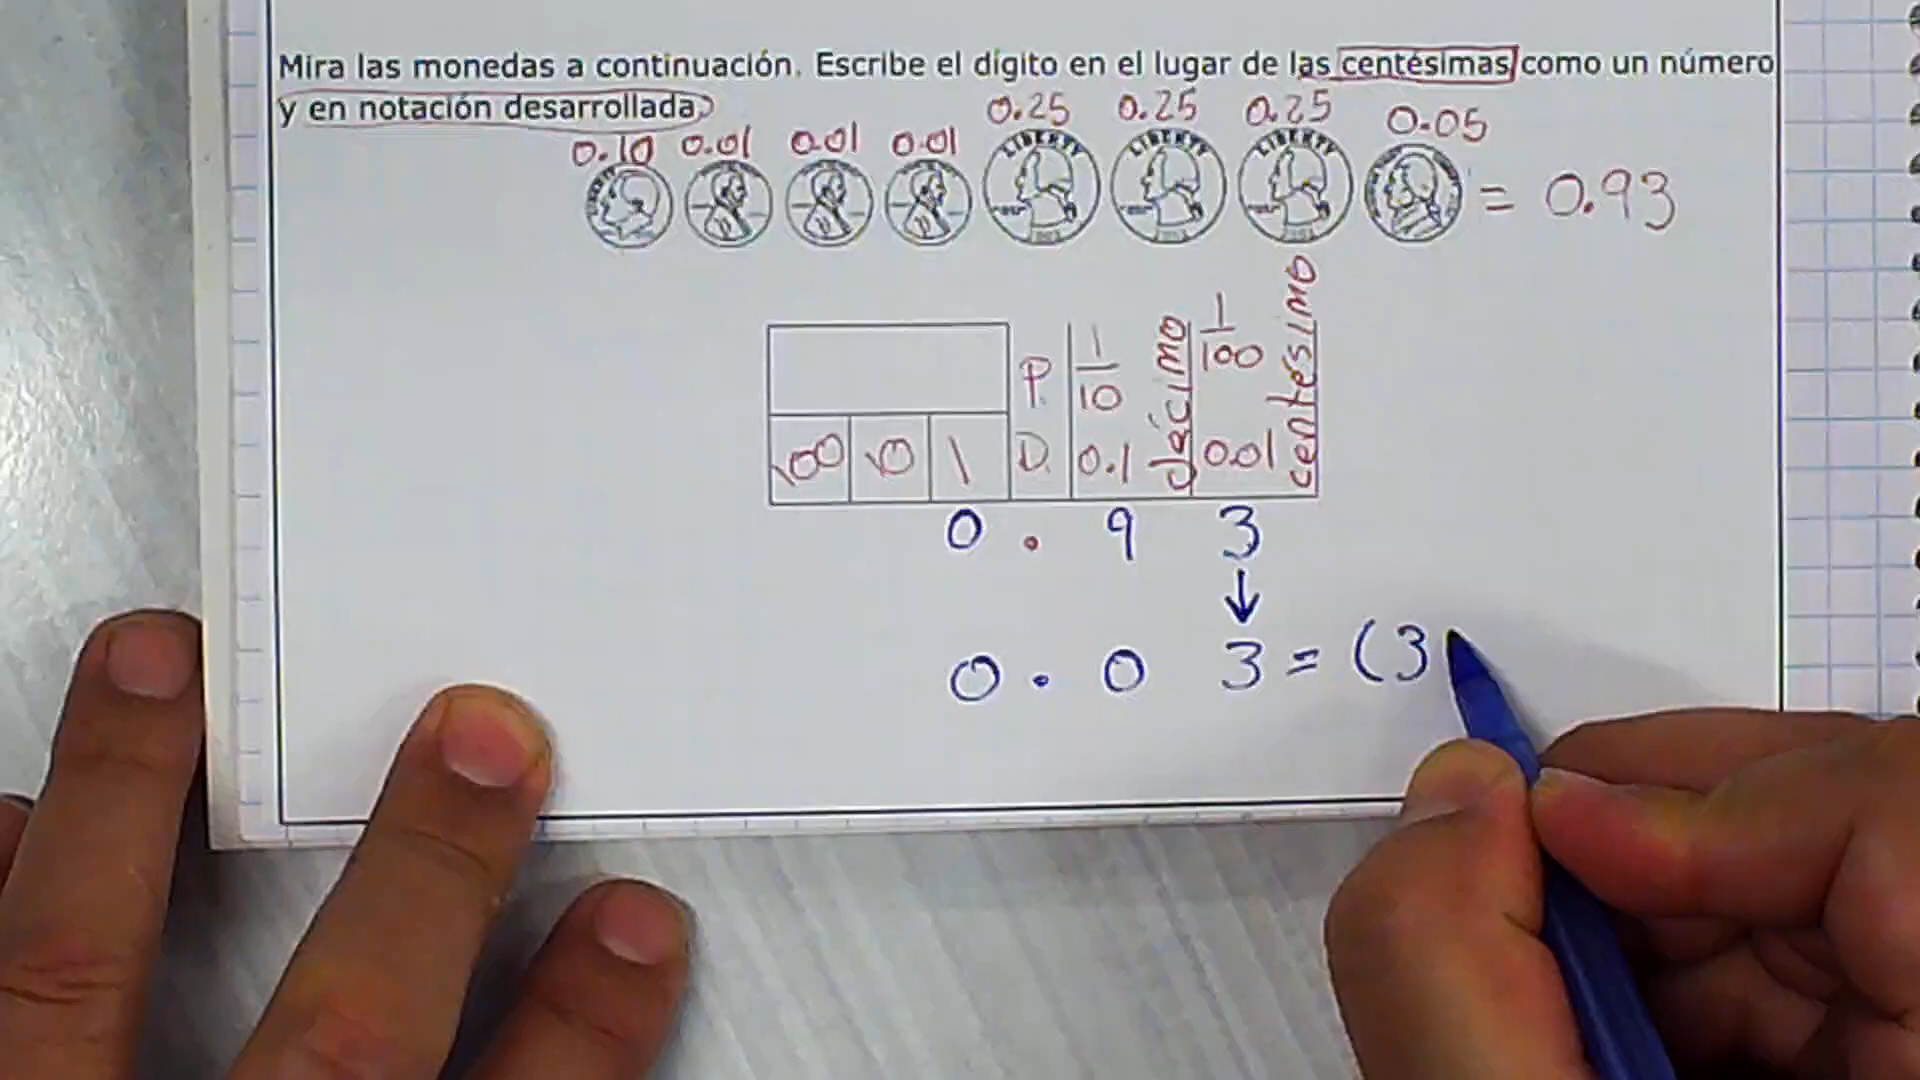 Mira las monedas a continuación. Escribe el dígito en el lugar de las centésimas como un número
y en notación desarrollada.
0.10 0.01 0.01 0.01 0.25 0.25 0.25 0.05
LIBERTY LIBERTY LIBERTY LIBERTY
= 0.93
P. 1/10 décimo 1/100 centésimo
100 10 1 D. 0.1 0.01
0 . 9 3
↓
0 . 0 3 = (3